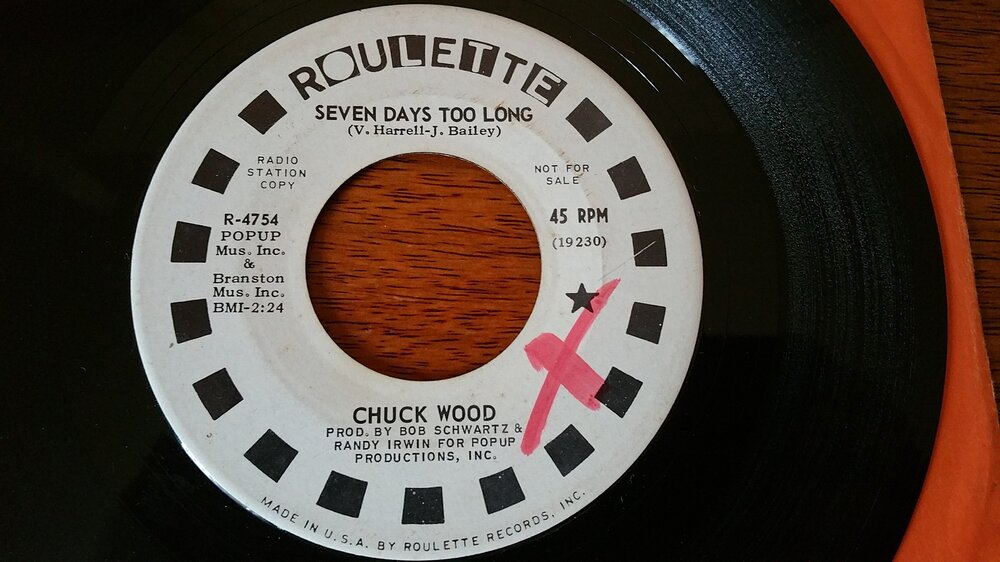 ROULETTE
SEVEN DAYS TOO LONG
(V. Harrell-J. Bailey)
RADIO
STATION
COPY
NOT FOR
SALE
R-4754
POPUP
Mus. Inc.
&
Branston
Mus. Inc.
BMI-2:24
45 RPM
(19230)
CHUCK WOOD
PROD. BY BOB SCHWARTZ &
RANDY IRWIN FOR POPUP
PRODUCTIONS, INC.
MADE IN U.S.A. BY ROULETTE RECORDS, INC.